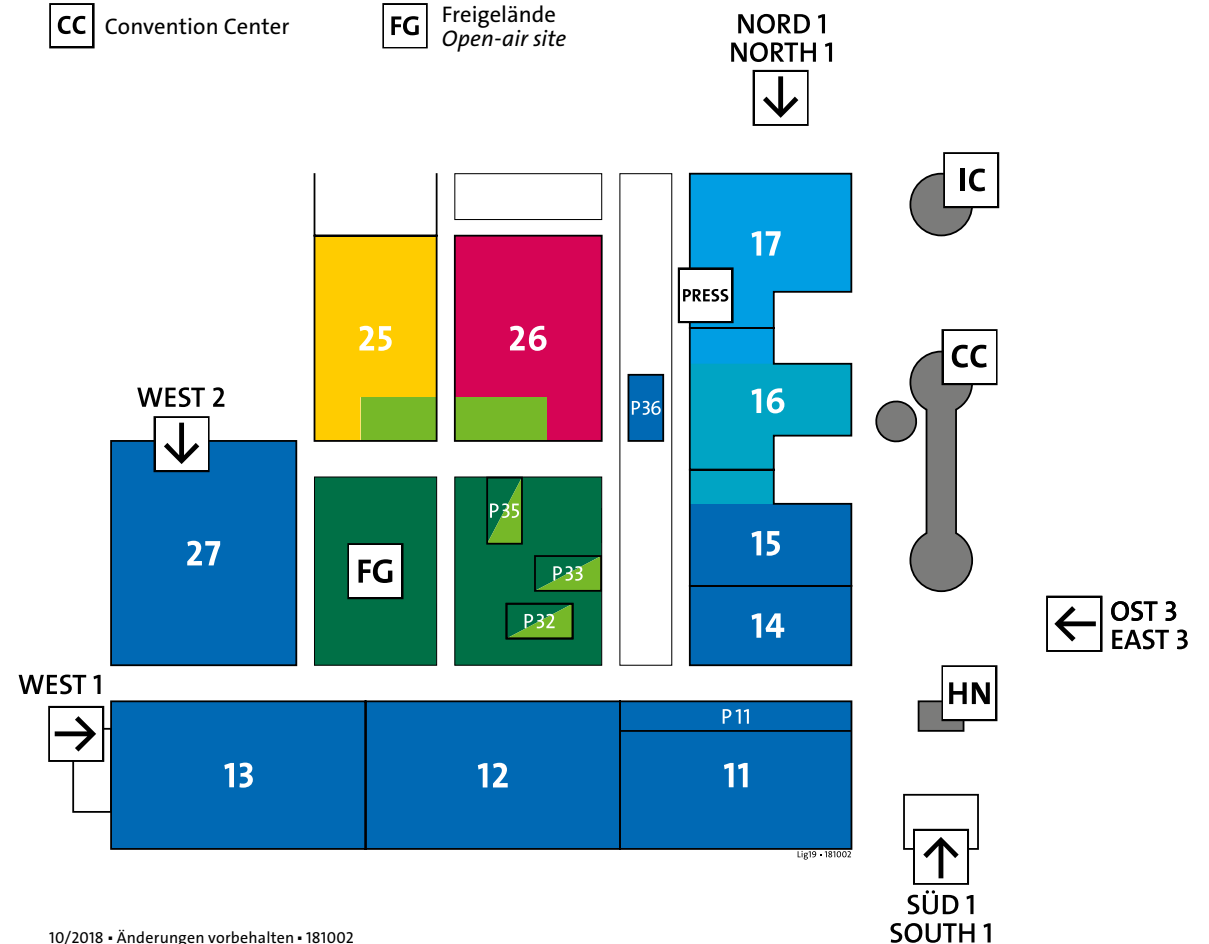 CC Convention Center
FG Freigelände
Open-air site
NORD 1
NORTH 1
IC
17
PRESS
25
26
CC
16
P36
WEST 2
P35
15
27
FG
P33
P32
14
OST 3
EAST 3
WEST 1
HN
P11
13
12
11
Lig19 • 181002
SÜD 1
SOUTH 1
10/2018 ▪ Änderungen vorbehalten ▪ 181002